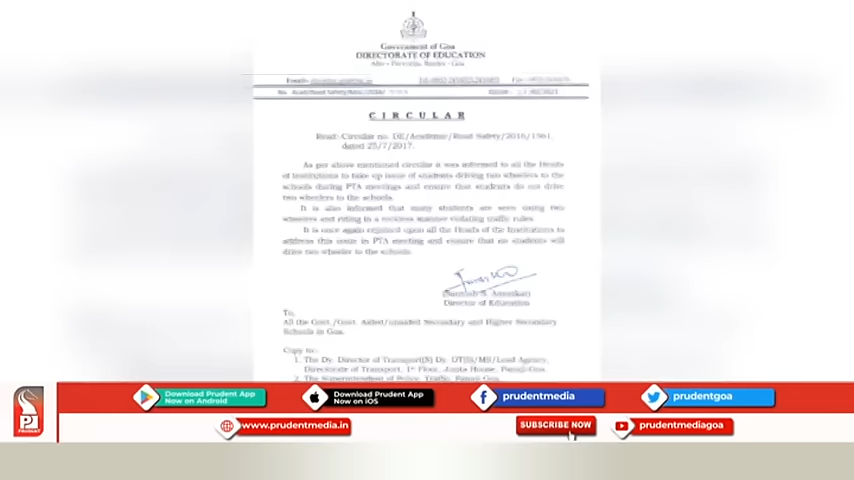 Government of Goa
DIRECTORATE OF EDUCATION
Alto - Porvorim, Bardez - Goa
CIRCULAR
Read: Circular no. DE/Academic/Road Safety/2016/1561
dated 25/7/2017.
As per above mentioned circular it was informed to all the Heads
of Institutions to take up issue of students driving two wheelers to the
schools during PTA meetings and ensure that students do not drive
two wheelers to the schools.
It is also informed that many students are seen using two
wheelers and riding in a reckless manner violating traffic rules.
It is once again enjoined upon all the Heads of the Institutions to
address this issue in PTA meeting and ensure that no students will
drive two wheeler to the schools.
Director of Education
To,
All the Govt./Govt. Aided/unaided Secondary and Higher Secondary
Schools in Goa.
Copy to:-
1. The Dy. Director of Transport(N) Dy.
Directorate of Transport, 1st Floor, Junta House, Panaji-Goa.
2. The Superintendent of Police, Traffic, Panaji Goa.
PRUDENT
Download Prudent App
Now on Android
Download Prudent App
Now on iOS
prudentmedia
prudentgoa
www.prudentmedia.in
SUBSCRIBE NOW
prudentmediagoa